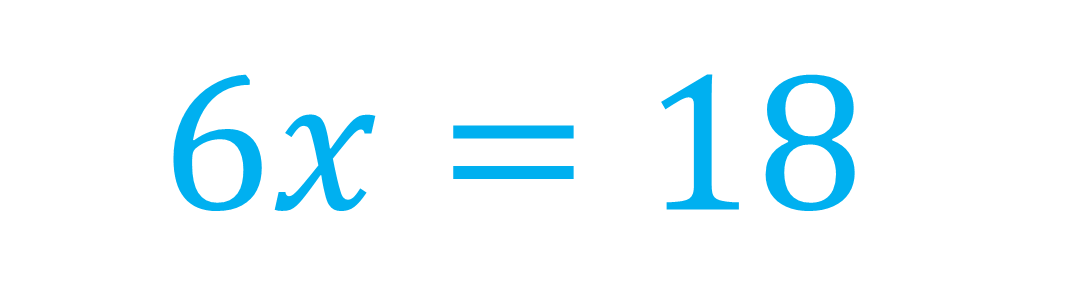 6x = 18